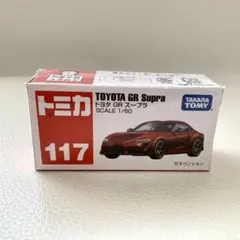 トミカ
117
TOYOTA GR Supra
トヨタ GR スープラ
SCALE 1/60
TAKARA
TOMY
サスペンション